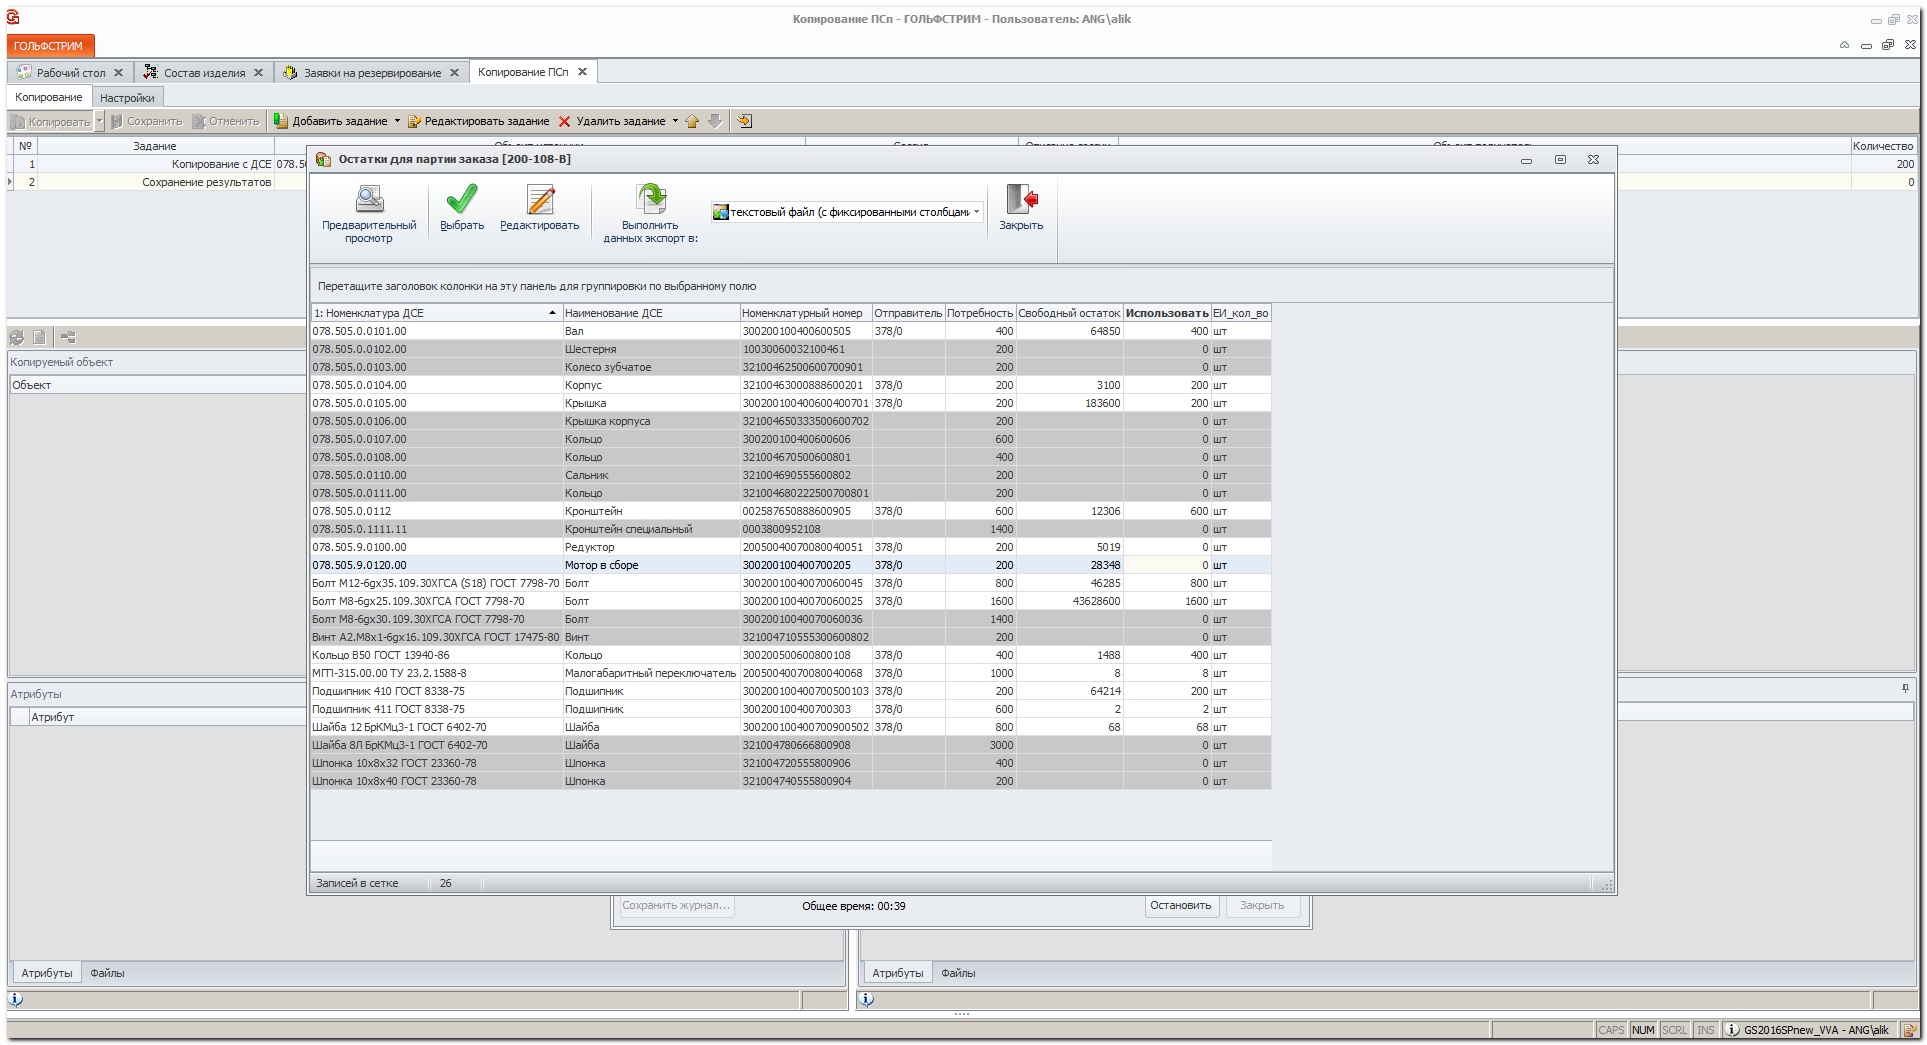 Копирование ПСп - ГОЛЬФСТРИМ - Пользователь: ANG\alik
ГОЛЬФСТРИМ
Рабочий стол Состав изделия Заявки на резервирование Копирование ПСп
Копирование Настройки
Копировать Сохранить Отменить Добавить задание Редактировать задание Удалить задание
№ Задание Количество
1 Копирование с ДСЕ 078.50 200
2 Сохранение результатов 0
Остатки для партии заказа [200-108-В]
Предварительный просмотр Выбрать Редактировать Выполнить данных экспорт в: текстовый файл (с фиксированными столбцами Закрыть
Перетащите заголовок колонки на эту панель для группировки по выбранному полю
1: Номенклатура ДСЕ Наименование ДСЕ Номенклатурный номер Отправитель Потребность Свободный остаток Использовать ЕИ_кол_во
078.505.0.0101.00 Вал 300200100400600505 378/0 400 64850 400 шт
078.505.0.0102.00 Шестерня 10030060032100461 200 0 шт
078.505.0.0103.00 Колесо зубчатое 32100462500600700901 200 0 шт
078.505.0.0104.00 Корпус 32100463000888600201 378/0 200 3100 200 шт
078.505.0.0105.00 Крышка 300200100400600400701 378/0 200 183600 200 шт
078.505.0.0106.00 Крышка корпуса 321004650333500600702 200 0 шт
078.505.0.0107.00 Кольцо 300200100400600606 600 0 шт
078.505.0.0108.00 Кольцо 321004670500600801 400 0 шт
078.505.0.0110.00 Сальник 321004690555600802 200 0 шт
078.505.0.0111.00 Кольцо 321004680222500700801 200 0 шт
078.505.0.0112 Кронштейн 002587650888600905 378/0 600 12306 600 шт
078.505.0.1111.11 Кронштейн специальный 0003800952108 1400 0 шт
078.505.9.0100.00 Редуктор 20050040070080040051 378/0 200 5019 0 шт
078.505.9.0120.00 Мотор в сборе 300200100400700205 378/0 200 28348 0 шт
Болт М12-6gх35.109.30ХГСА (S18) ГОСТ 7798-70 Болт 30020010040070060045 378/0 800 46285 800 шт
Болт М8-6gх25.109.30ХГСА ГОСТ 7798-70 Болт 30020010040070060025 378/0 1600 43628600 1600 шт
Болт М8-6gх30.109.30ХГСА ГОСТ 7798-70 Болт 30020010040070060036 1400 0 шт
Винт А2.М8х1-6gх16.109.30ХГСА ГОСТ 17475-80 Винт 321004710555300600802 200 0 шт
Кольцо В50 ГОСТ 13940-86 Кольцо 300200500600800108 378/0 400 1488 400 шт
МГП-315.00.00 ТУ 23.2.1588-8 Малогабаритный переключатель 20050040070080040068 378/0 1000 8 8 шт
Подшипник 410 ГОСТ 8338-75 Подшипник 300200100400700500103 378/0 200 64214 200 шт
Подшипник 411 ГОСТ 8338-75 Подшипник 300200100400700303 378/0 600 2 2 шт
Шайба 12 БрКМц3-1 ГОСТ 6402-70 Шайба 300200100400700900502 378/0 800 68 68 шт
Шайба 8Л БрКМц3-1 ГОСТ 6402-70 Шайба 321004780666800908 3000 0 шт
Шпонка 10х8х32 ГОСТ 23360-78 Шпонка 321004720555800906 400 0 шт
Шпонка 10х8х40 ГОСТ 23360-78 Шпонка 321004740555800904 200 0 шт
Записей в сетке 26
Копируемый объект
Объект
Атрибуты
Атрибут
Сохранить журнал... Общее время: 00:39 Остановить Закрыть
Атрибуты Файлы Атрибуты Файлы
CAPS NUM SCRL INS GS2016SPnew_VVA - ANG\alik